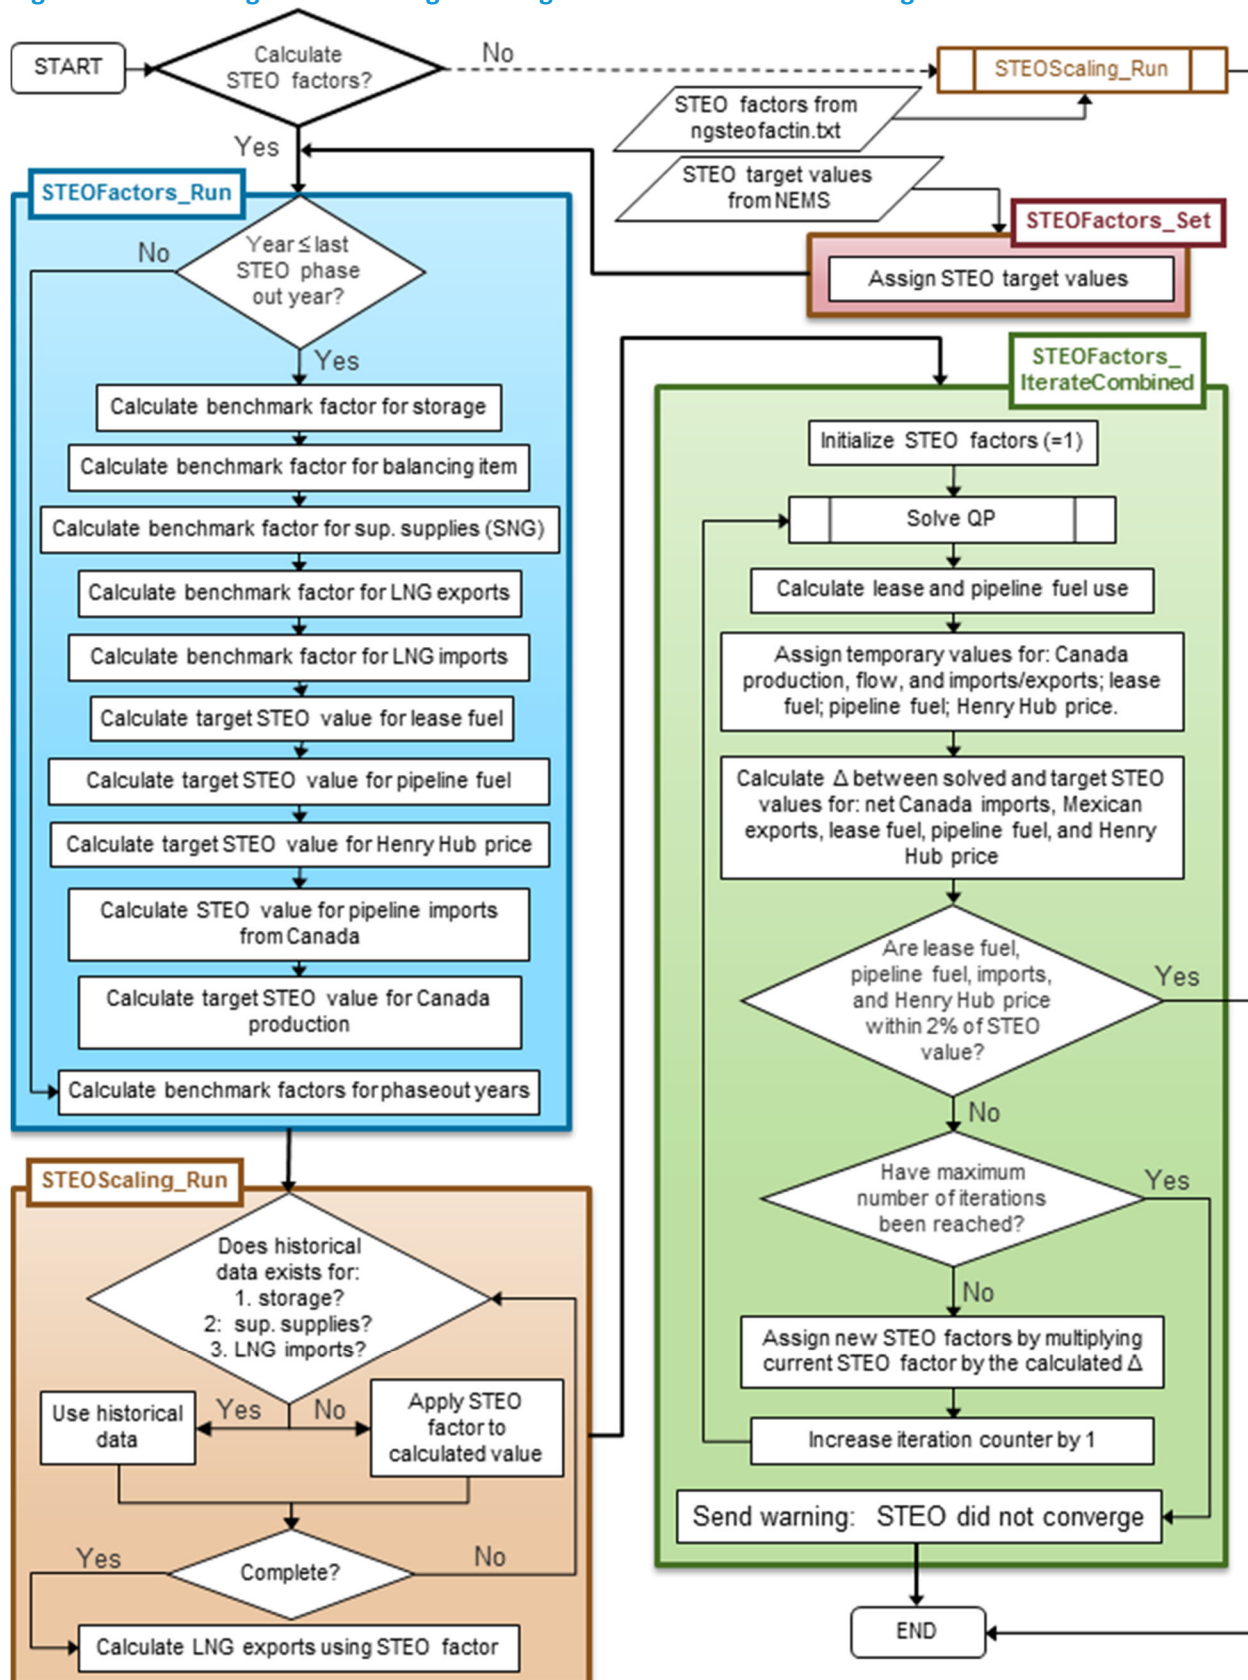 START
Calculate
STEO factors?
No
STEOScaling_Run
STEO factors from
ngsteofactin.txt
Yes
STEO target values
from NEMS
STEOFactors_Set
Assign STEO target values
STEOFactors_Run
Year ≤ last
STEO phase
out year?
No
Yes
Calculate benchmark factor for storage
Calculate benchmark factor for balancing item
Calculate benchmark factor for sup. supplies (SNG)
Calculate benchmark factor for LNG exports
Calculate benchmark factor for LNG imports
Calculate target STEO value for lease fuel
Calculate target STEO value for pipeline fuel
Calculate target STEO value for Henry Hub price
Calculate STEO value for pipeline imports
from Canada
Calculate target STEO value for Canada
production
Calculate benchmark factors for phaseout years
STEOScaling_Run
Does historical
data exists for:
1. storage?
2: sup. supplies?
3. LNG imports?
Yes
No
Use historical
data
Apply STEO
factor to
calculated value
Yes
Complete?
No
Calculate LNG exports using STEO factor
STEOFactors_
IterateCombined
Initialize STEO factors (=1)
Solve QP
Calculate lease and pipeline fuel use
Assign temporary values for: Canada
production, flow, and imports/exports; lease
fuel; pipeline fuel; Henry Hub price.
Calculate Δ between solved and target STEO
values for: net Canada imports, Mexican
exports, lease fuel, pipeline fuel, and Henry
Hub price
Are lease fuel,
pipeline fuel, imports,
and Henry Hub price
within 2% of STEO
value?
Yes
No
Have maximum
number of iterations
been reached?
Yes
No
Assign new STEO factors by multiplying
current STEO factor by the calculated Δ
Increase iteration counter by 1
Send warning: STEO did not converge
END